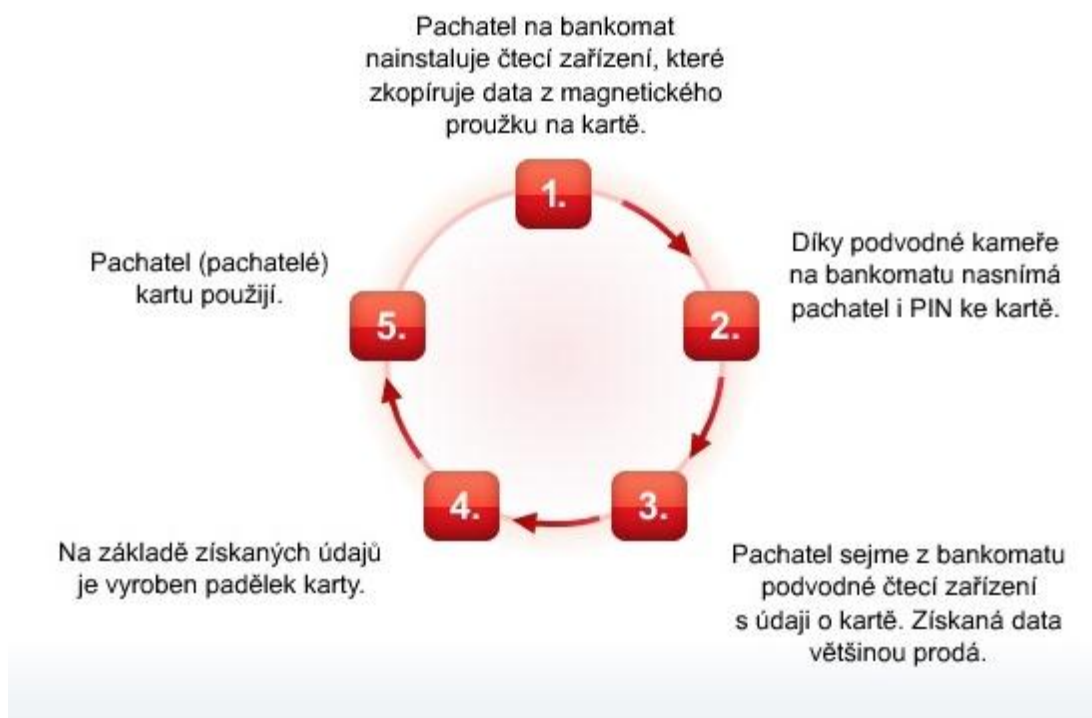 Pachatel na bankomat
nainstaluje čtecí zařízení, které
zkopíruje data z magnetického
proužku na kartě.
1.
Díky podvodné kameře
na bankomatu nasnímá
pachatel i PIN ke kartě.
2.
Pachatel sejme z bankomatu
podvodné čtecí zařízení
s údaji o kartě. Získaná data
většinou prodá.
3.
Na základě získaných údajů
je vyroben padělek karty.
4.
Pachatel (pachatelé)
kartu použijí.
5.